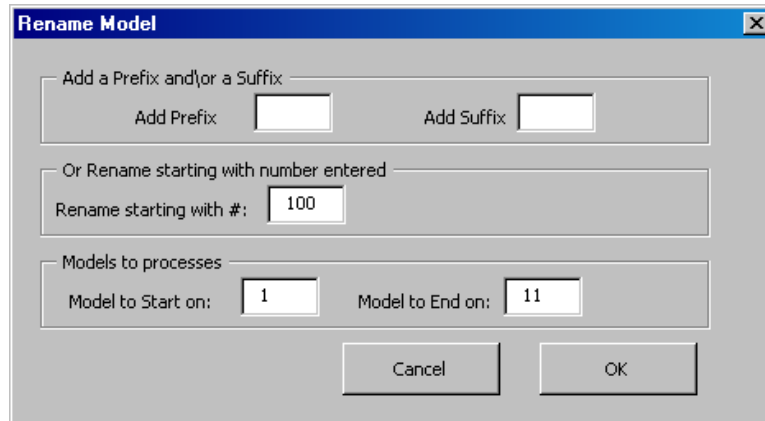 Rename Model
Add a Prefix and\or a Suffix
Add Prefix Add Suffix
Or Rename starting with number entered
Rename starting with #: 100
Models to processes
Model to Start on: 1 Model to End on: 11
Cancel OK